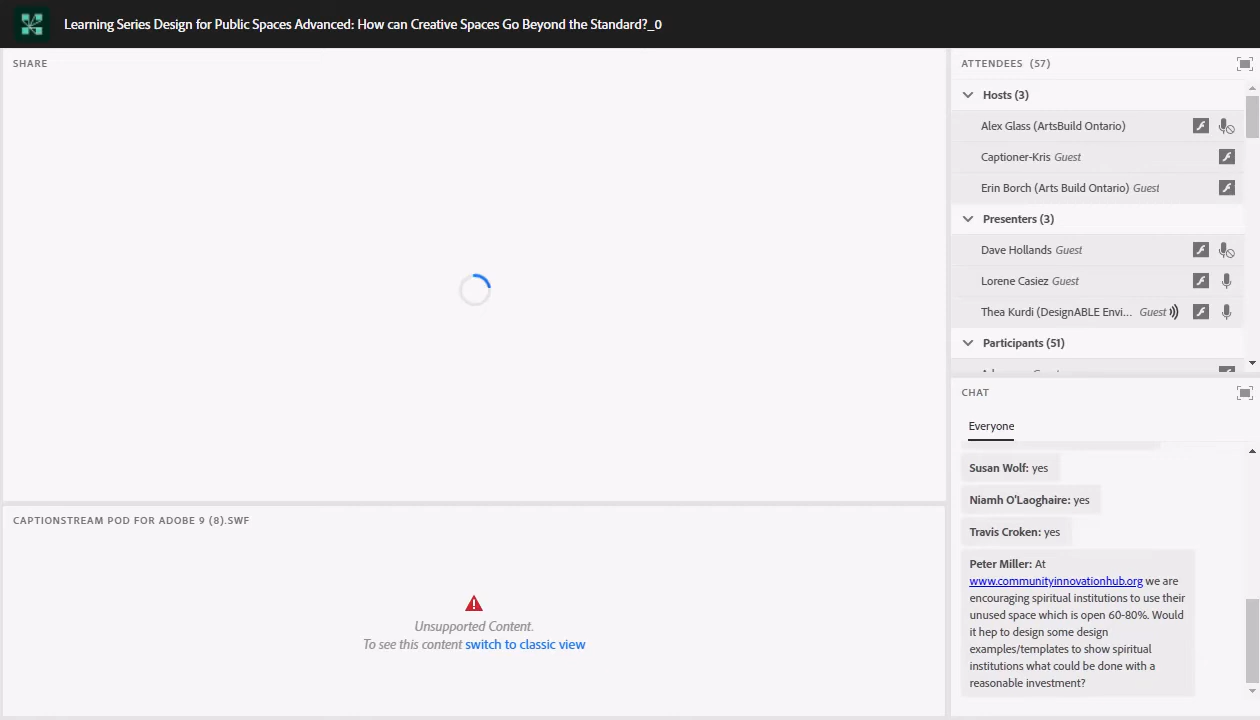 Learning Series Design for Public Spaces Advanced: How can Creative Spaces Go Beyond the Standard?_0
SHARE
CAPTIONSTREAM POD FOR ADOBE 9 (8).SWF
Unsupported Content.
To see this content switch to classic view
ATTENDEES (57)
Hosts (3)
Alex Glass (ArtsBuild Ontario)
Captioner-Kris Guest
Erin Borch (Arts Build Ontario) Guest
Presenters (3)
Dave Hollands Guest
Lorene Casiez Guest
Thea Kurdi (DesignABLE Envi... Guest
Participants (51)
CHAT
Everyone
Susan Wolf: yes
Niamh O'Laoghaire: yes
Travis Croken: yes
Peter Miller: At
www.communityinnovationhub.org we are
encouraging spiritual institutions to use their
unused space which is open 60-80%. Would
it hep to design some design
examples/templates to show spiritual
institutions what could be done with a
reasonable investment?